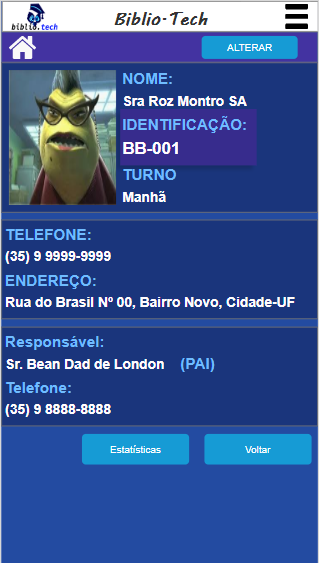 biblio.tech
Biblio-Tech
ALTERAR
NOME:
Sra Roz Montro SA
IDENTIFICAÇÃO:
BB-001
TURNO
Manhã
TELEFONE:
(35) 9 9999-9999
ENDEREÇO:
Rua do Brasil Nº 00, Bairro Novo, Cidade-UF
Responsável:
Sr. Bean Dad de London (PAI)
Telefone:
(35) 9 8888-8888
Estatísticas
Voltar